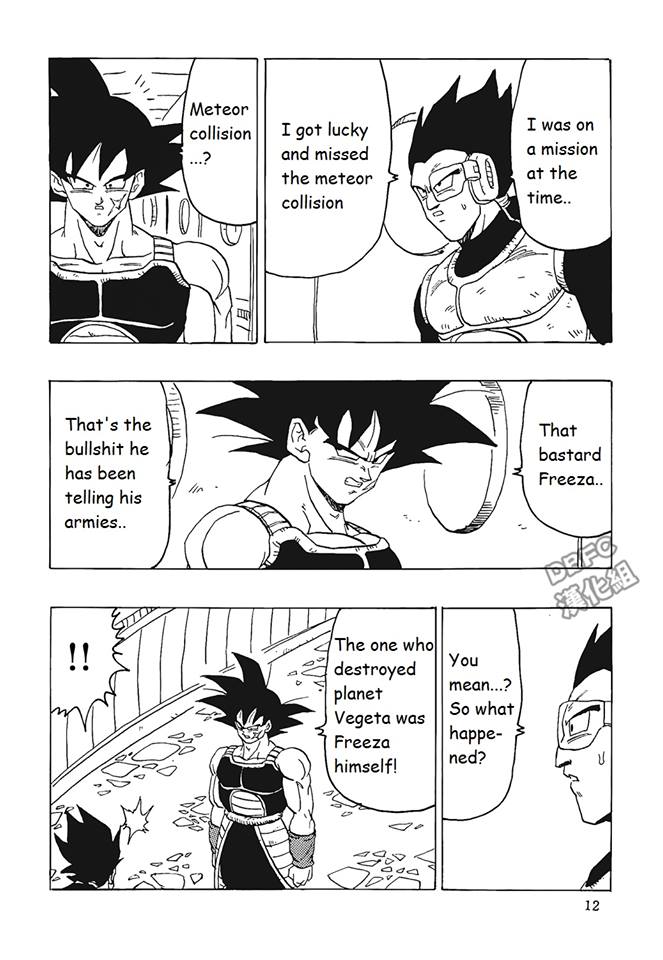 I was on
a mission
at the
time..
I got lucky
and missed
the meteor
collision
Meteor
collision
...?
That
bastard
Freeza..
That's the
bullshit he
has been
telling his
armies..
DBFC
漢化組
You
mean...?
So what
happe-
ned?
The one who
destroyed
planet
Vegeta was
Freeza
himself!
!!
12